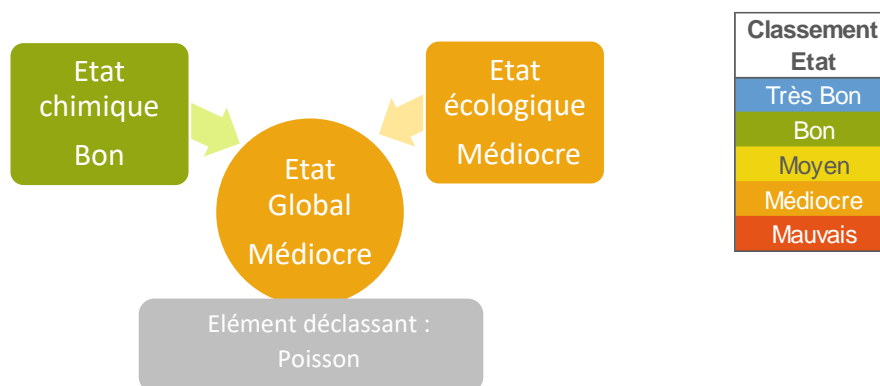 Etat
chimique
Bon
Etat
écologique
Médiocre
Etat
Global
Médiocre
Elément déclassant :
Poisson
Classement
Etat
Très Bon
Bon
Moyen
Médiocre
Mauvais